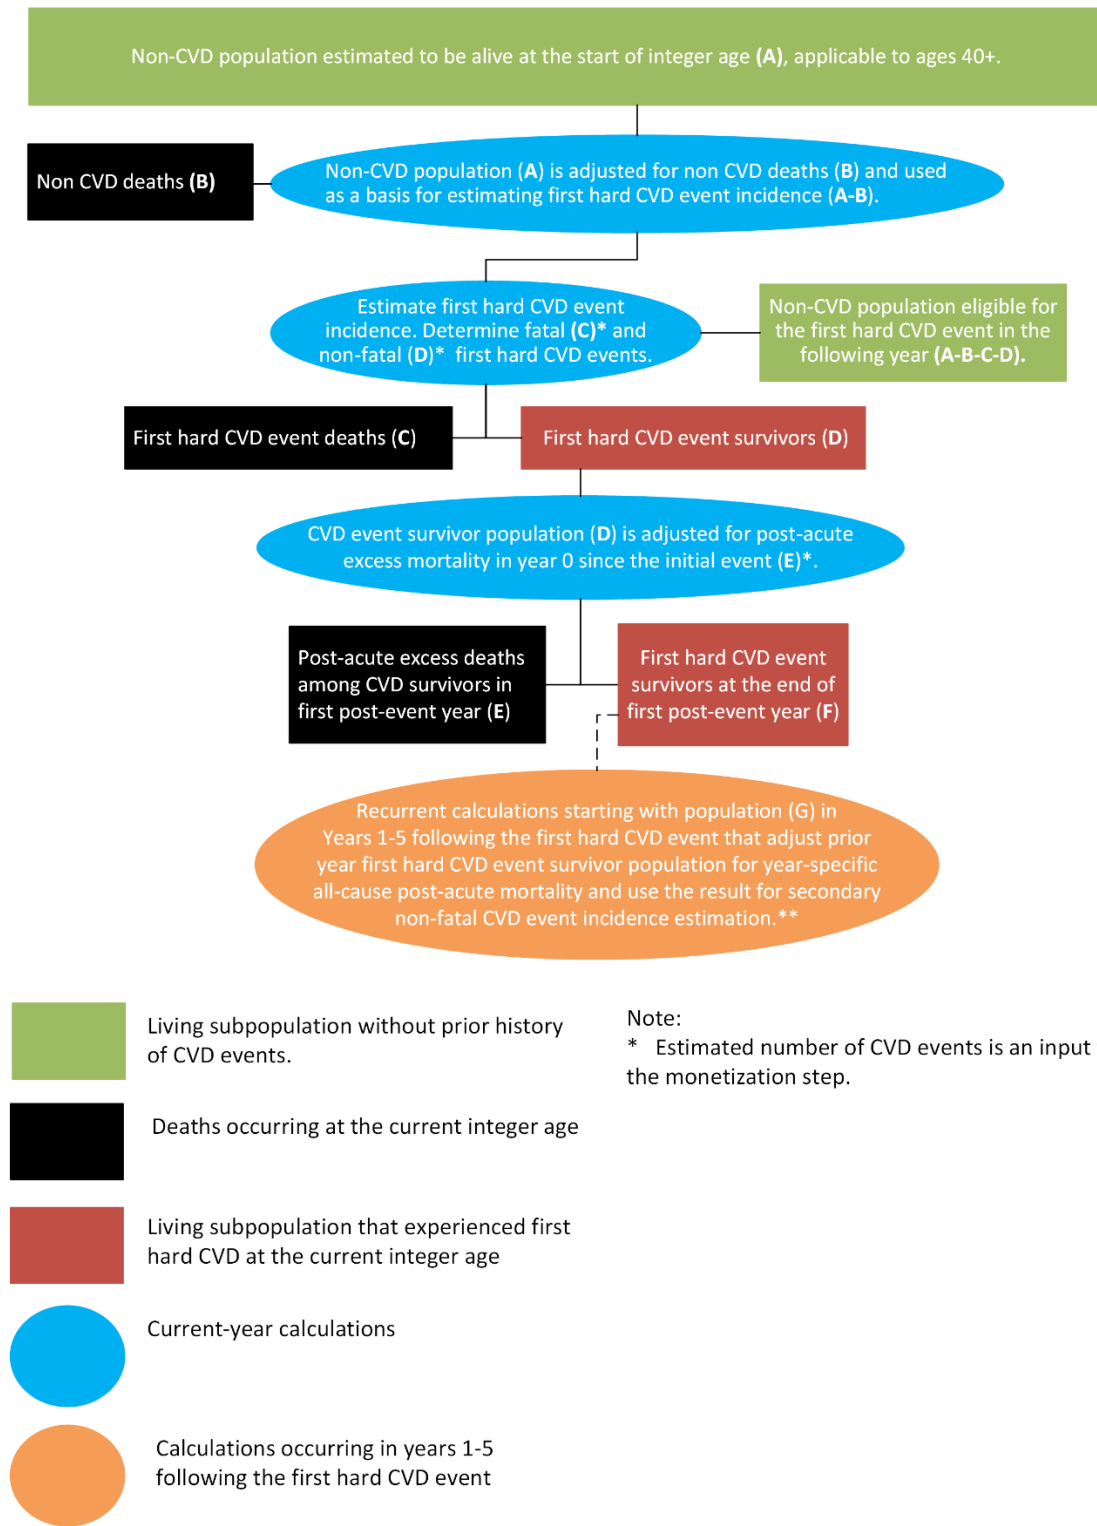 Non-CVD population estimated to be alive at the start of integer age (A), applicable to ages 40+.
Non CVD deaths (B)
Non-CVD population (A) is adjusted for non CVD deaths (B) and used
as a basis for estimating first hard CVD event incidence (A-B).
Estimate first hard CVD event
incidence. Determine fatal (C)* and
non-fatal (D)* first hard CVD events.
Non-CVD population eligible for
the first hard CVD event in the
following year (A-B-C-D).
First hard CVD event deaths (C)
First hard CVD event survivors (D)
CVD event survivor population (D) is adjusted for post-acute
excess mortality in year 0 since the initial event (E)*.
Post-acute excess deaths
among CVD survivors in
first post-event year (E)
First hard CVD event
survivors at the end of
first post-event year (F)
Recurrent calculations starting with population (G) in
Years 1-5 following the first hard CVD event that adjust prior
year first hard CVD event survivor population for year-specific
all-cause post-acute mortality and use the result for secondary
non-fatal CVD event incidence estimation.**
Living subpopulation without prior history
of CVD events.
Note:
* Estimated number of CVD events is an input
the monetization step.
Deaths occurring at the current integer age
Living subpopulation that experienced first
hard CVD at the current integer age
Current-year calculations
Calculations occurring in years 1-5
following the first hard CVD event